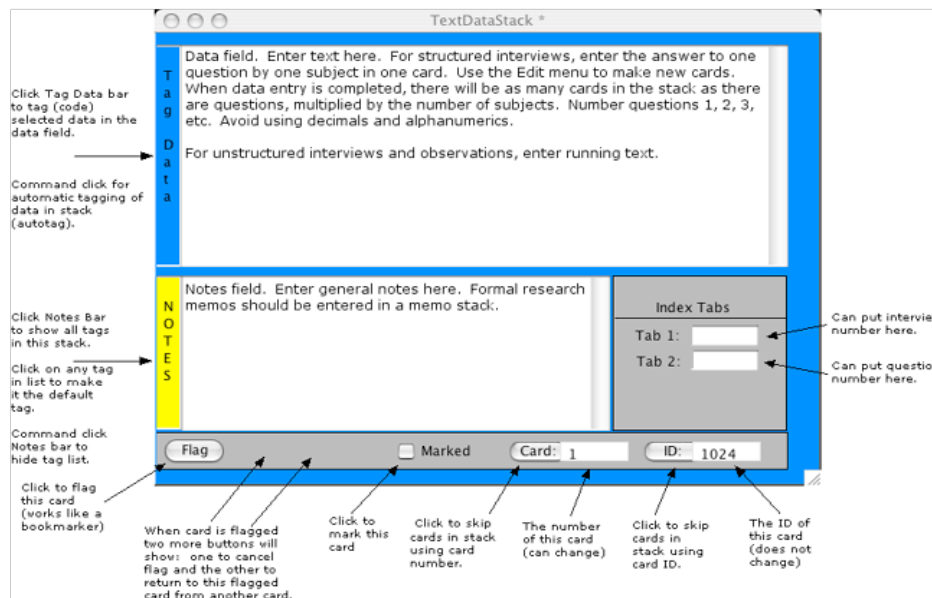 TextDataStack *
Data field. Enter text here. For structured interviews, enter the answer to one
question by one subject in one card. Use the Edit menu to make new cards.
When data entry is completed, there will be as many cards in the stack as there
are questions, multiplied by the number of subjects. Number questions 1, 2, 3,
etc. Avoid using decimals and alphanumerics.
For unstructured interviews and observations, enter running text.
Tag Data
Click Tag Data bar
to tag (code)
selected data in the
data field.
Command click for
automatic tagging of
data in stack
(autotag).
Notes field. Enter general notes here. Formal research
memos should be entered in a memo stack.
NOTES
Click Notes Bar
to show all tags
in this stack.
Click on any tag
in list to make
it the default
tag.
Command click
Notes bar to
hide tag list.
Index Tabs
Tab 1:
Tab 2:
Can put intervie
number here.
Can put questio
number here.
Flag
Marked
Card: 1
ID: 1024
Click to flag
this card
(works like a
bookmarker)
When card is flagged
two more buttons will
show: one to cancel
flag and the other to
return to this flagged
card from another card.
Click to
mark this
card
Click to skip
cards in stack
using card
number.
The number
of this card
(can change)
Click to skip
cards in
stack using
card ID.
The ID of
this card
(does not
change)